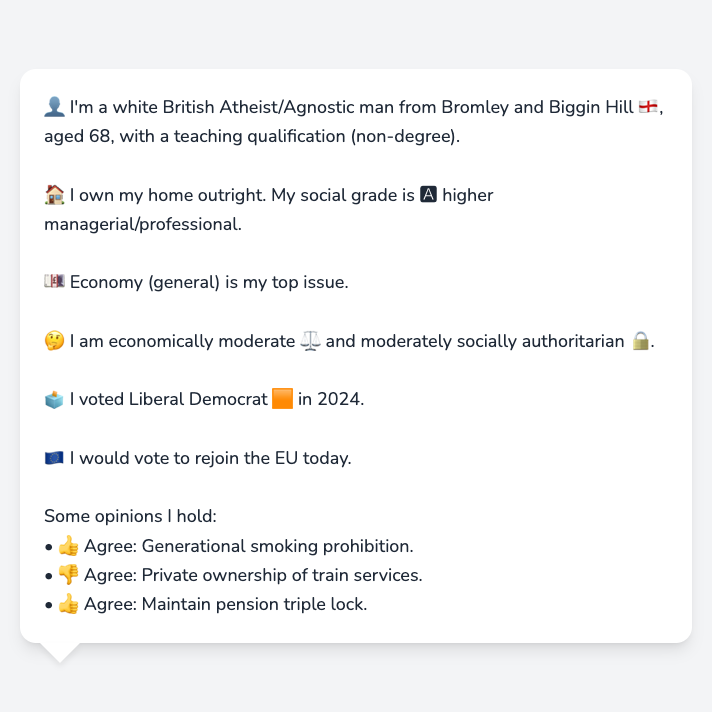 👤 I'm a white British Atheist/Agnostic man from Bromley and Biggin Hill 🏴󠁧󠁢󠁥󠁮󠁧󠁿,
aged 68, with a teaching qualification (non-degree).
🏠 I own my home outright. My social grade is 🅰 higher
managerial/professional.
💷 Economy (general) is my top issue.
🤔 I am economically moderate ⚖️ and moderately socially authoritarian 🔒.
🗳️ I voted Liberal Democrat 🟧 in 2024.
🇪🇺 I would vote to rejoin the EU today.
Some opinions I hold:
• 👍 Agree: Generational smoking prohibition.
• 👎 Agree: Private ownership of train services.
• 👍 Agree: Maintain pension triple lock.